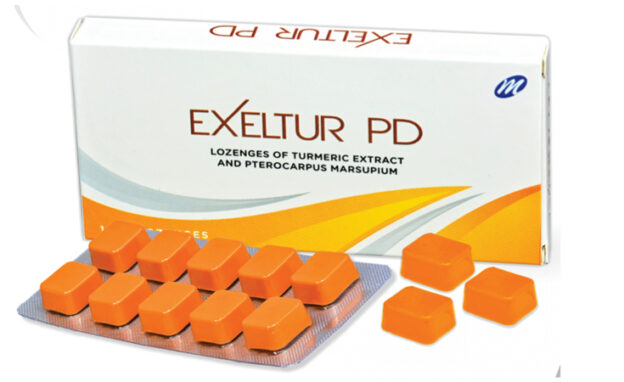 EXELTUR PD
EXELTUR PD
LOZENGES OF TURMERIC EXTRACT
AND PTEROCARPUS MARSUPIUM
m